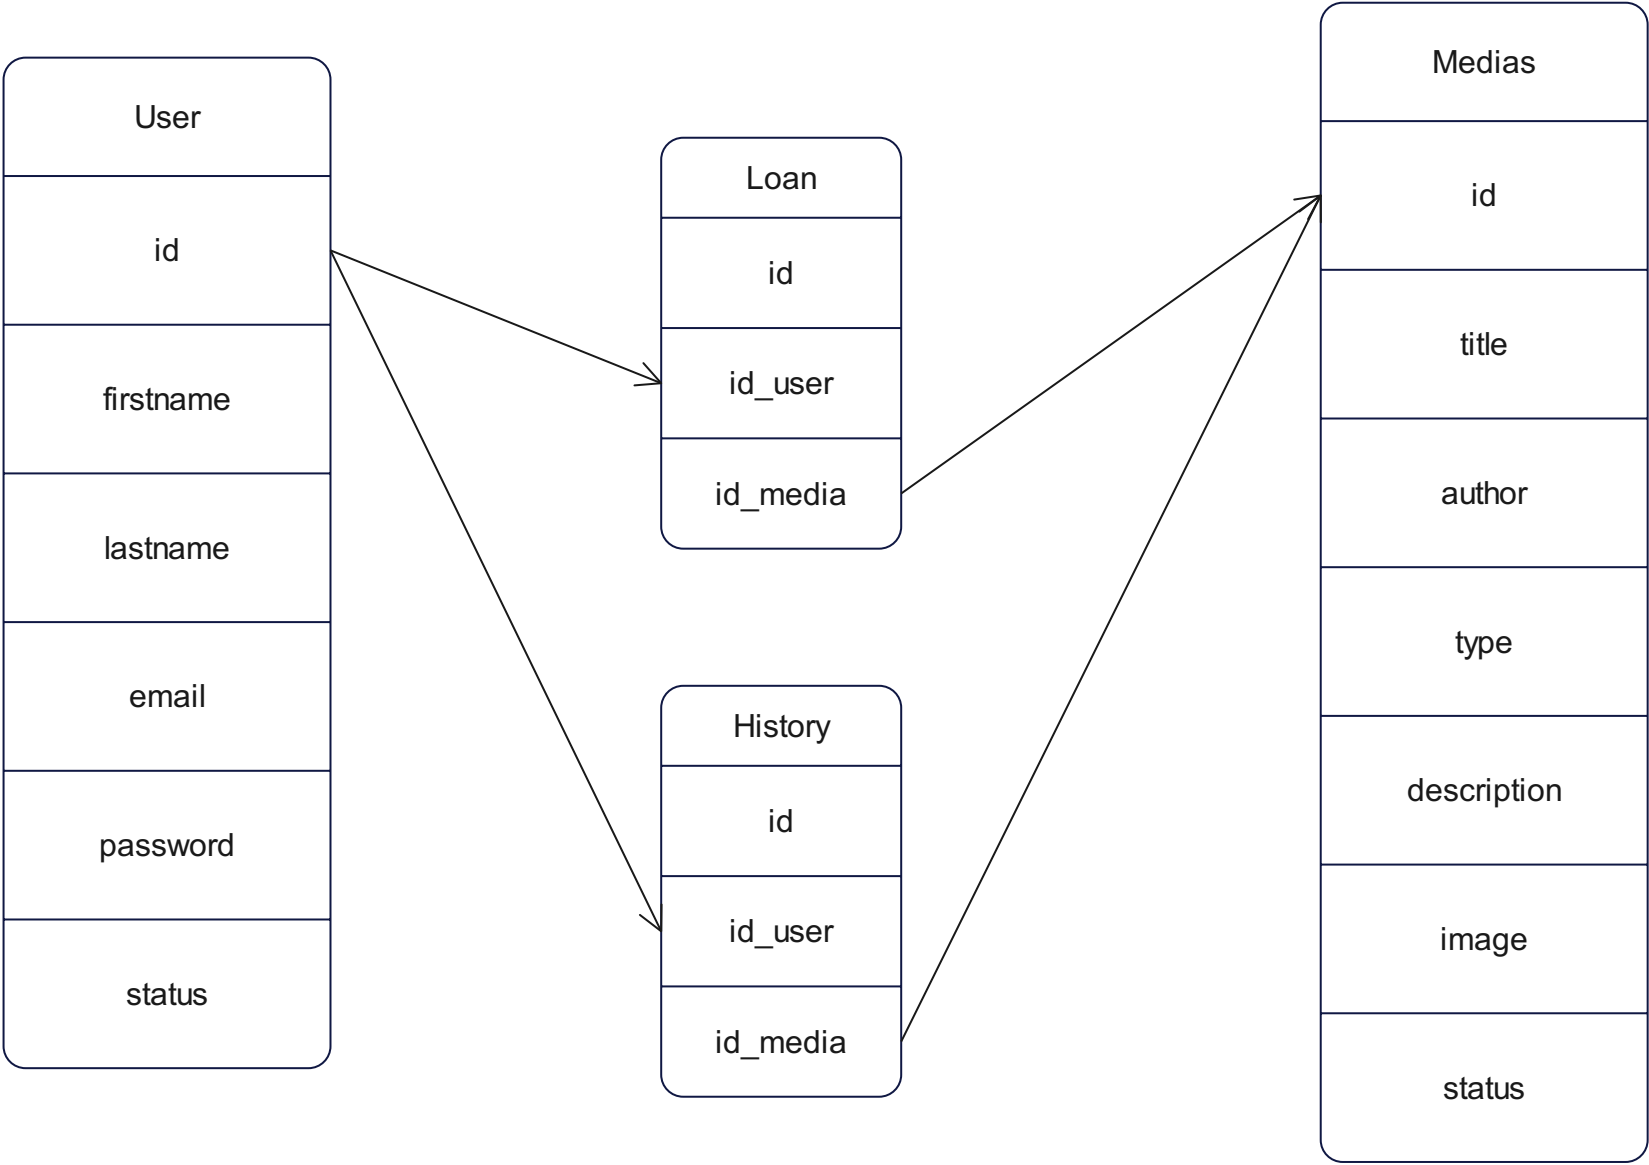 User
id
firstname
lastname
email
password
status
Loan
id
id_user
id_media
History
id
id_user
id_media
Medias
id
title
author
type
description
image
status